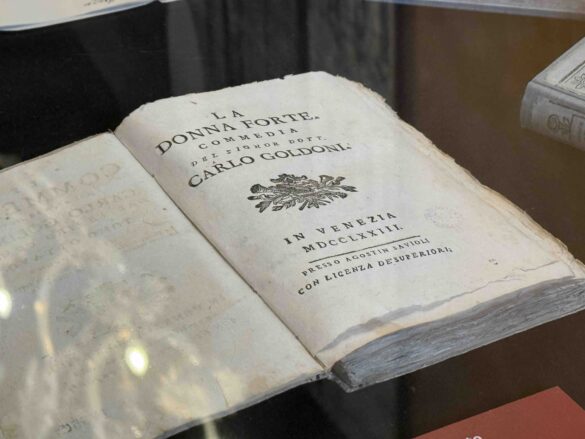 LA
DONNA FORTE.
COMMEDIA
DEL SIGNOR DOTT.
CARLO GOLDONI.
IN VENEZIA
MDCCLXXIII.
PRESSO AGOSTIN SAVIOLI
CON LICENZA DE'SUPERIORI;